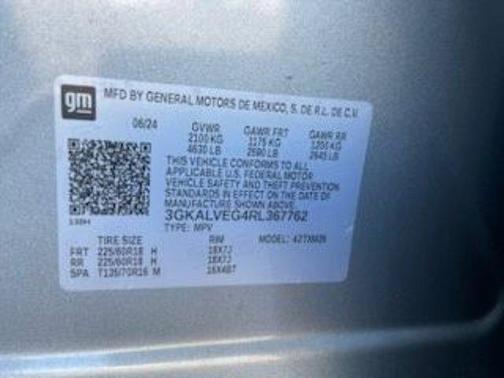 gm
MFD BY GENERAL MOTORS DE MEXICO, S. DE R.L. DE C.V.
06/24 GVWR GAWR FRT GAWR RR
2100 KG 1175 KG 1200 KG
4630 LB 2590 LB 2645 LB
THIS VEHICLE CONFORMS TO ALL
APPLICABLE U.S. FEDERAL MOTOR
VEHICLE SAFETY AND THEFT PREVENTION
STANDARDS IN EFFECT ON THE DATE OF
MANUFACTURE SHOWN ABOVE.
3GKALVEG4RL367762
TYPE: MPV
TIRE SIZE RIM MODEL:
FRT 225/60R18 H 18X7J
RR 225/60R18 H 18X7J
SPA T135/70R16 M 16X4BT